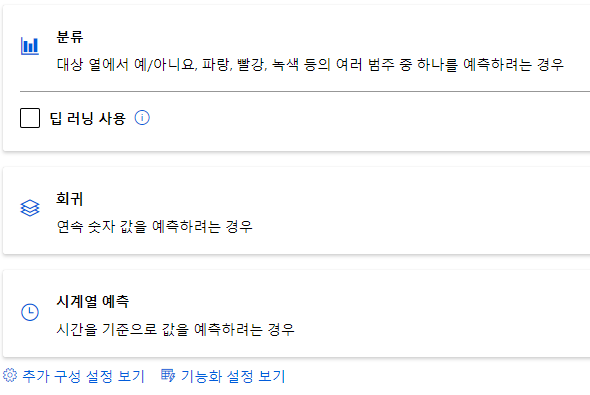 분류
대상 열에서 예/아니요, 파랑, 빨강, 녹색 등의 여러 범주 중 하나를 예측하려는 경우
딥 러닝 사용
회귀
연속 숫자 값을 예측하려는 경우
시계열 예측
시간을 기준으로 값을 예측하려는 경우
추가 구성 설정 보기 기능화 설정 보기